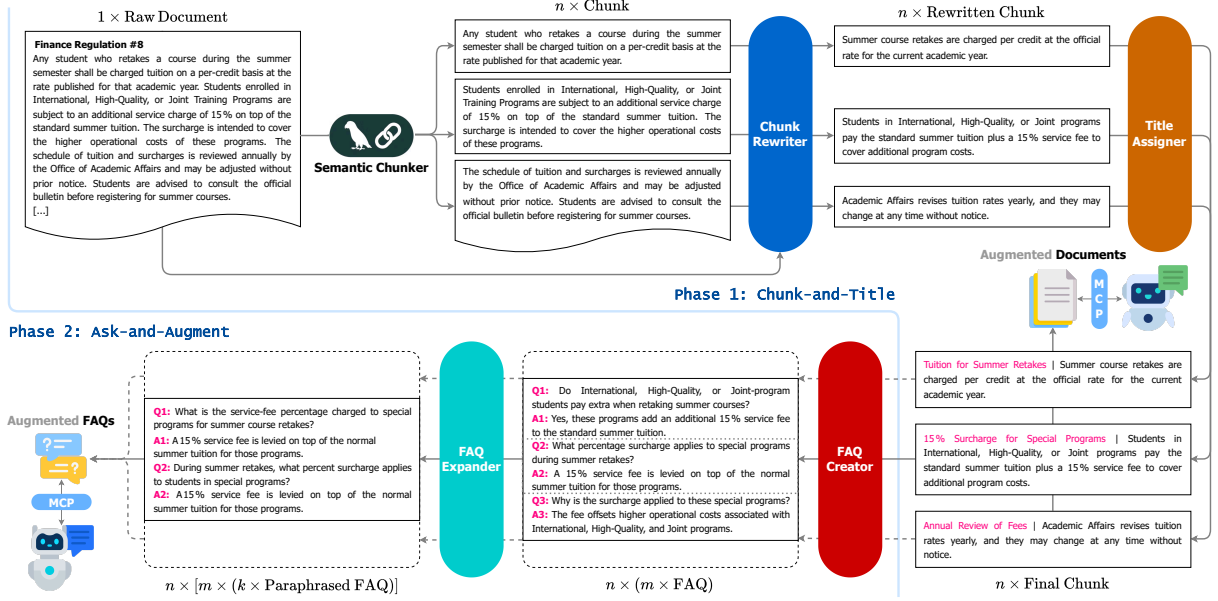 1 × Raw Document
Finance Regulation #8
Any student who retakes a course during the summer
semester shall be charged tuition on a per-credit basis at the
rate published for that academic year. Students enrolled in
International, High-Quality, or Joint Training Programs are
subject to an additional service charge of 15 % on top of the
standard summer tuition. The surcharge is intended to cover
the higher operational costs of these programs. The
schedule of tuition and surcharges is reviewed annually by
the Office of Academic Affairs and may be adjusted without
prior notice. Students are advised to consult the official
bulletin before registering for summer courses.
[...]
Semantic Chunker
n × Chunk
Any student who retakes a course during the summer
semester shall be charged tuition on a per-credit basis at the
rate published for that academic year.
Students enrolled in International, High-Quality, or Joint
Training Programs are subject to an additional service charge
of 15 % on top of the standard summer tuition. The
surcharge is intended to cover the higher operational costs
of these programs.
The schedule of tuition and surcharges is reviewed annually
by the Office of Academic Affairs and may be adjusted
without prior notice. Students are advised to consult the
official bulletin before registering for summer courses.
Chunk
Rewriter
n × Rewritten Chunk
Summer course retakes are charged per credit at the official
rate for the current academic year.
Students in International, High-Quality, or Joint programs
pay the standard summer tuition plus a 15 % service fee to
cover additional program costs.
Academic Affairs revises tuition rates yearly, and they may
change at any time without notice.
Title
Assigner
Phase 1: Chunk-and-Title
Augmented Documents
M
C
P
Tuition for Summer Retakes | Summer course retakes are
charged per credit at the official rate for the current
academic year.
15 % Surcharge for Special Programs | Students in
International, High-Quality, or Joint programs pay the
standard summer tuition plus a 15 % service fee to cover
additional program costs.
Annual Review of Fees | Academic Affairs revises tuition
rates yearly, and they may change at any time without
notice.
n × Final Chunk
Phase 2: Ask-and-Augment
FAQ
Creator
Q1: Do International, High-Quality, or Joint-program
students pay extra when retaking summer courses?
A1: Yes, these programs add an additional 15 % service fee
to the standard summer tuition.
Q2: What percentage surcharge applies to special programs
during summer retakes?
A2: A 15 % service fee is levied on top of the normal
summer tuition for those programs.
Q3: Why is the surcharge applied to these special programs?
A3: The fee offsets higher operational costs associated with
International, High-Quality, and Joint programs.
n × (m × FAQ)
FAQ
Expander
Q1: What is the service-fee percentage charged to special
programs for summer course retakes?
A1: A 15 % service fee is levied on top of the normal
summer tuition for those programs.
Q2: During summer retakes, what percent surcharge applies
to students in special programs?
A2: A 15 % service fee is levied on top of the normal
summer tuition for those programs.
n × [m × (k × Paraphrased FAQ)]
Augmented FAQs
MCP